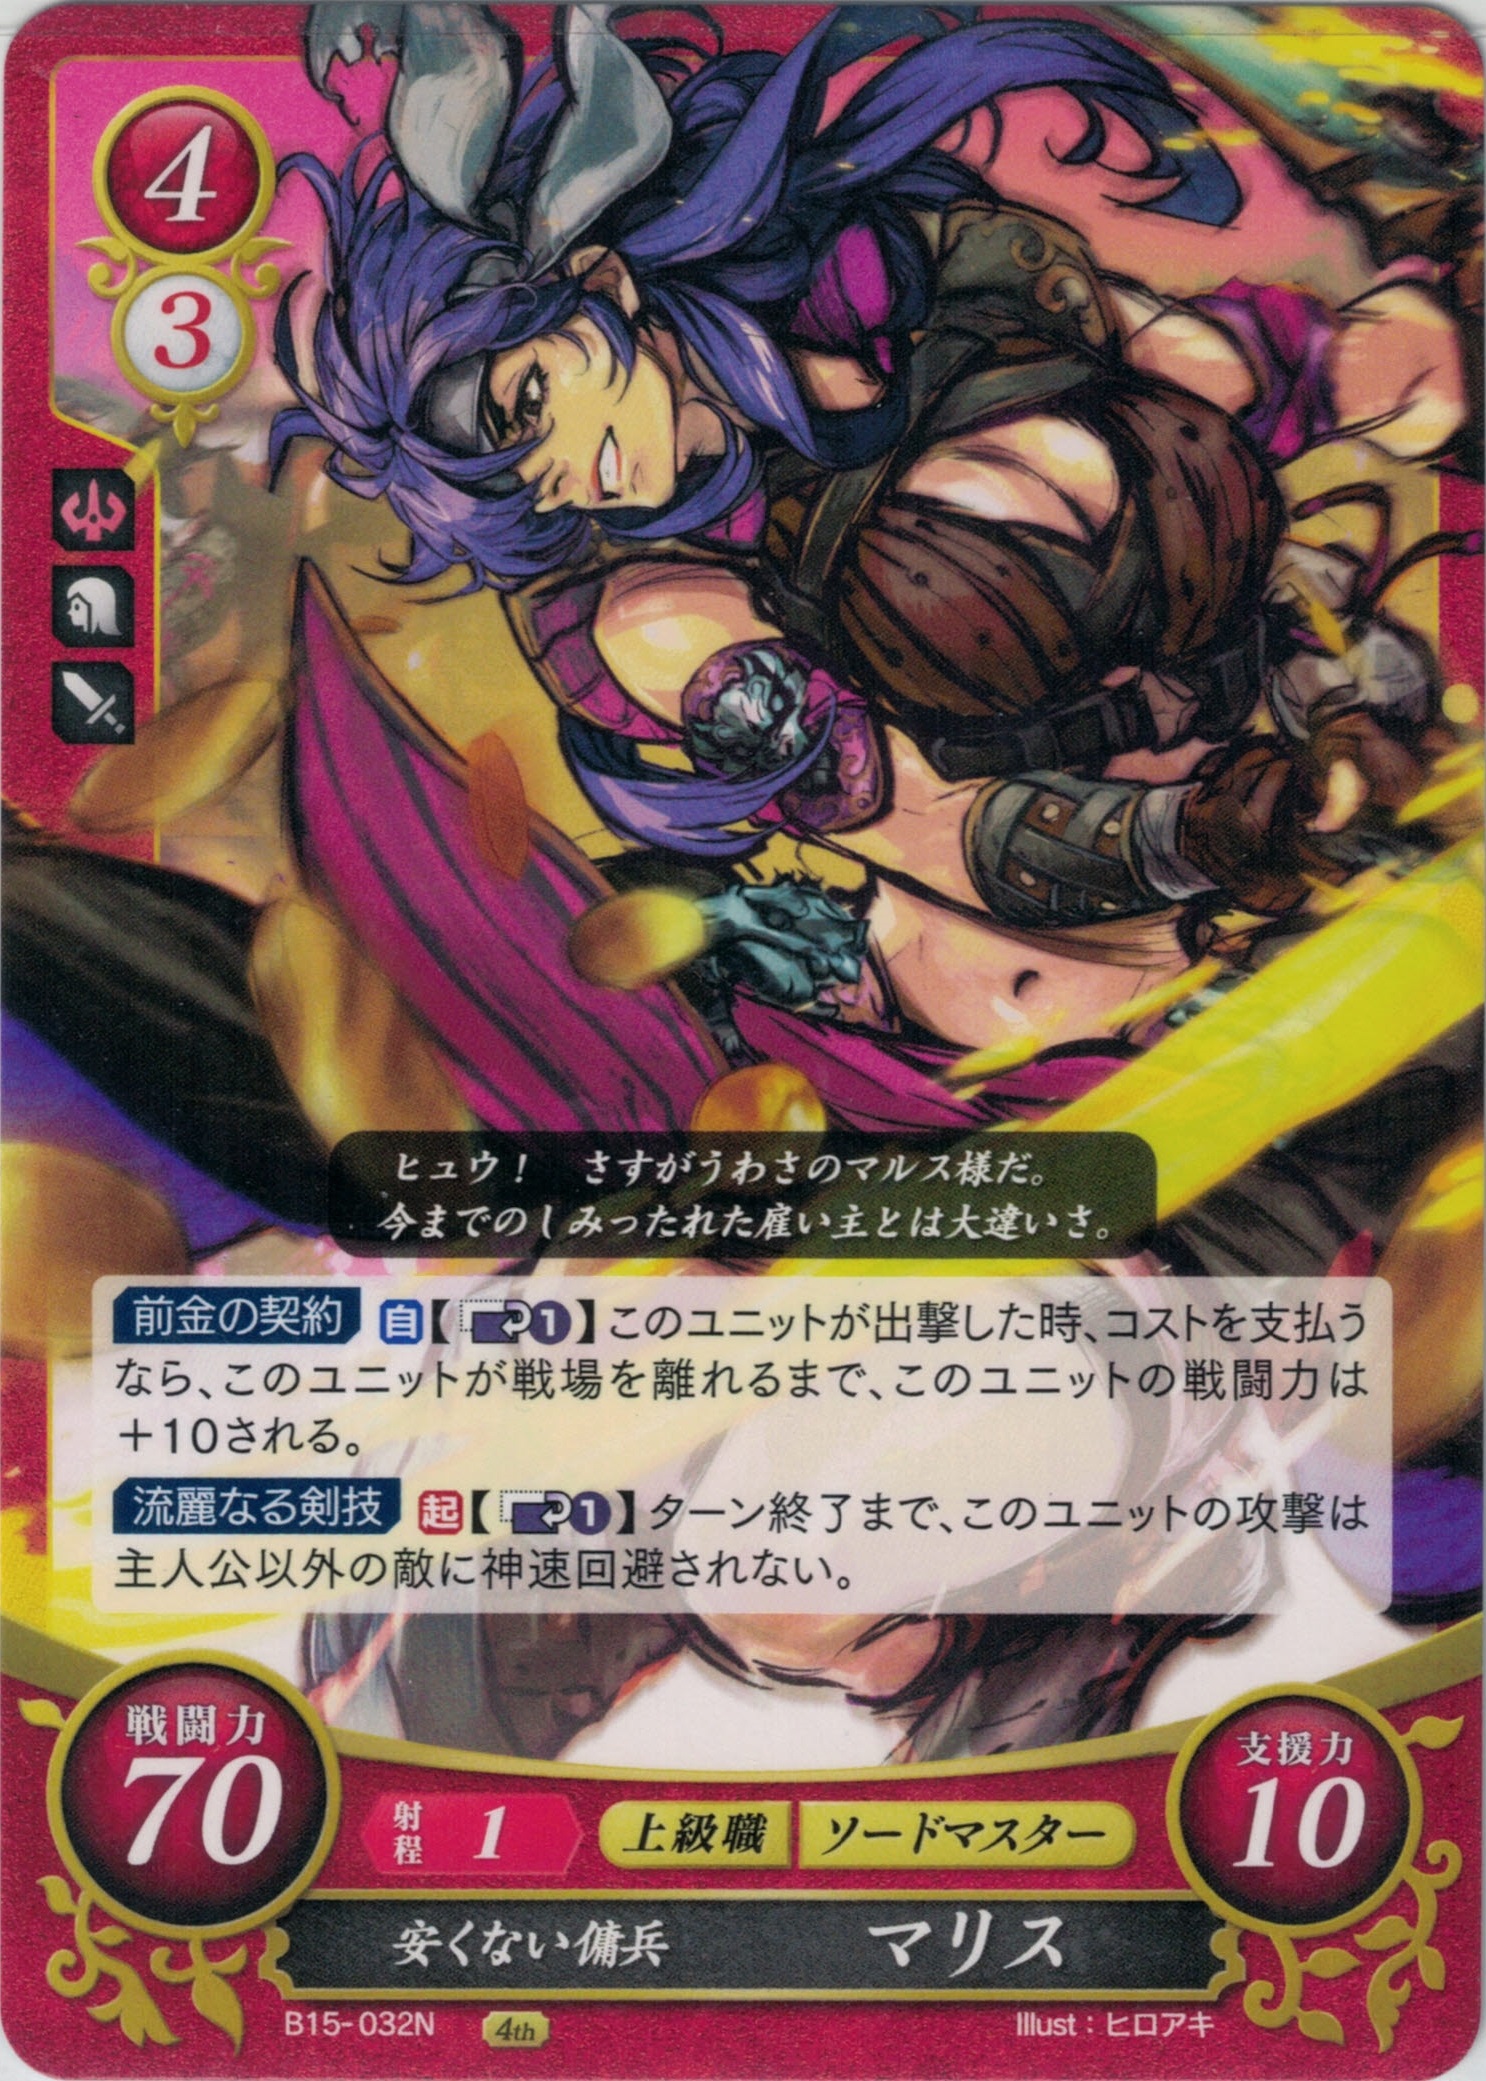 4
3
ヒュウ！　さすがうわさのマルス様だ。
今までのしみったれた雇い主とは大違いさ。
前金の契約 自【1】このユニットが出撃した時、コストを支払う
なら、このユニットが戦場を離れるまで、このユニットの戦闘力は
＋10される。
流麗なる剣技 起【1】ターン終了まで、このユニットの攻撃は
主人公以外の敵に神速回避されない。
戦闘力
70
射程 1
上級職 ソードマスター
支援力
10
安くない傭兵 マリス
B15-032N 4th Illust：ヒロアキ